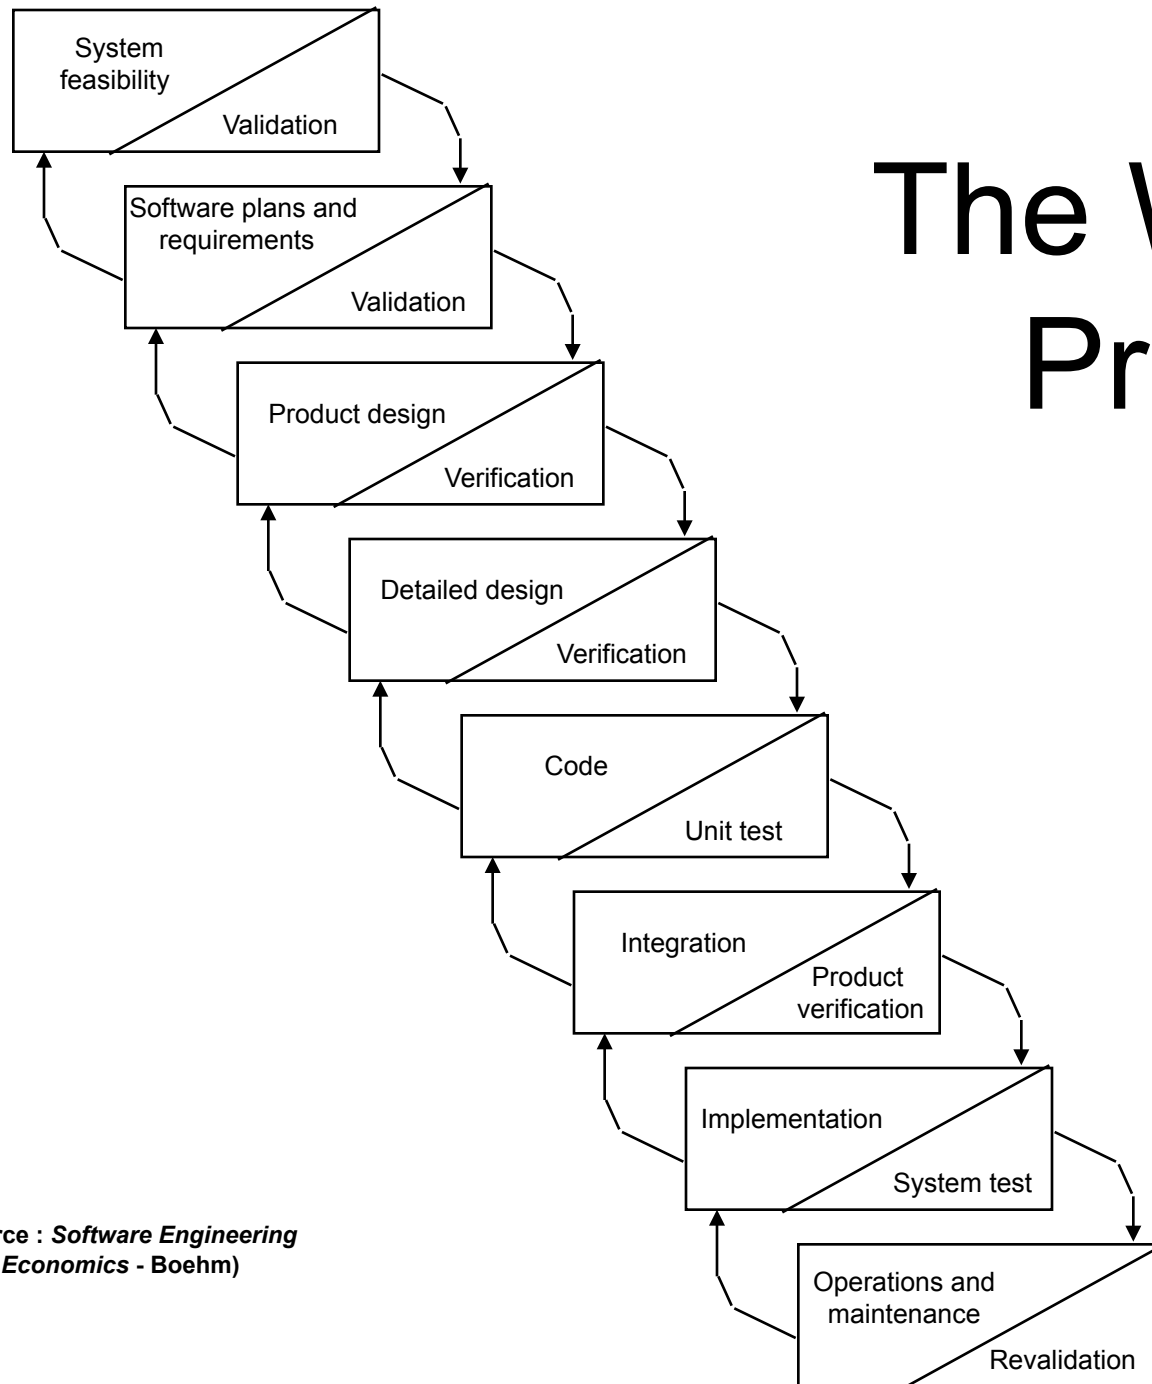 System
feasibility
Validation
The
Pr
Software plans and
requirements
Validation
Product design
Verification
Detailed design
Verification
Code
Unit test
Integration
Product
verification
Implementation
System test
rce : Software Engineering
Economics - Boehm)
Operations and
maintenance
Revalidation